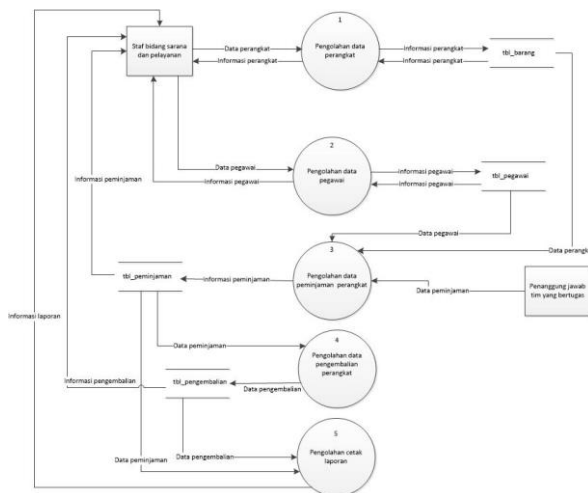 1
Staf bidang sarana
dan pelayanan
Data perangkat
Informasi perangkat
Pengolahan data
perangkat
Informasi perangkat
Informasi perangkat
tbl_barang
2
Data pegawai
Informasi pegawai
Pengolahan data
pegawai
Informasi pegawai
Informasi pegawai
tbl_pegawai
Informasi peminjaman
Data pegawai
3
Data perangk
tbl_peminjaman
Informasi peminjaman
Pengolahan data
peminjaman perangkat
Data peminjaman
Penanggung jawab
tim yang bertugas
Informasi laporan
4
Data peminjaman
Pengolahan data
pengembalian
perangkat
Informasi pengembalian
tbl_pengembalian
Data pengembalian
5
Data peminjaman
Data pengembalian
Pengolahan cetak
laporan